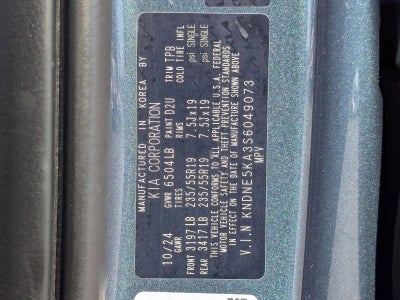 MANUFACTURED IN KOREA BY
KIA CORPORATION
10/24 GVWR 6504LB PAINT D2U TRIM TPB
GAWR TIRES RIMS COLD TIRE INFL
FRONT 3197LB 235/55R19 7.5Jx19 psi SINGLE
REAR 3417LB 235/55R19 7.5Jx19 psi SINGLE
THIS VEHICLE CONFORMS TO ALL APPLICABLE U.S.A. FEDERAL
MOTOR VEHICLE SAFETY AND THEFT PREVENTION STANDARDS
IN EFFECT ON THE DATE OF MANUFACTURE SHOWN ABOVE
V.I.N KNDNE5KA3S6049073
MPV